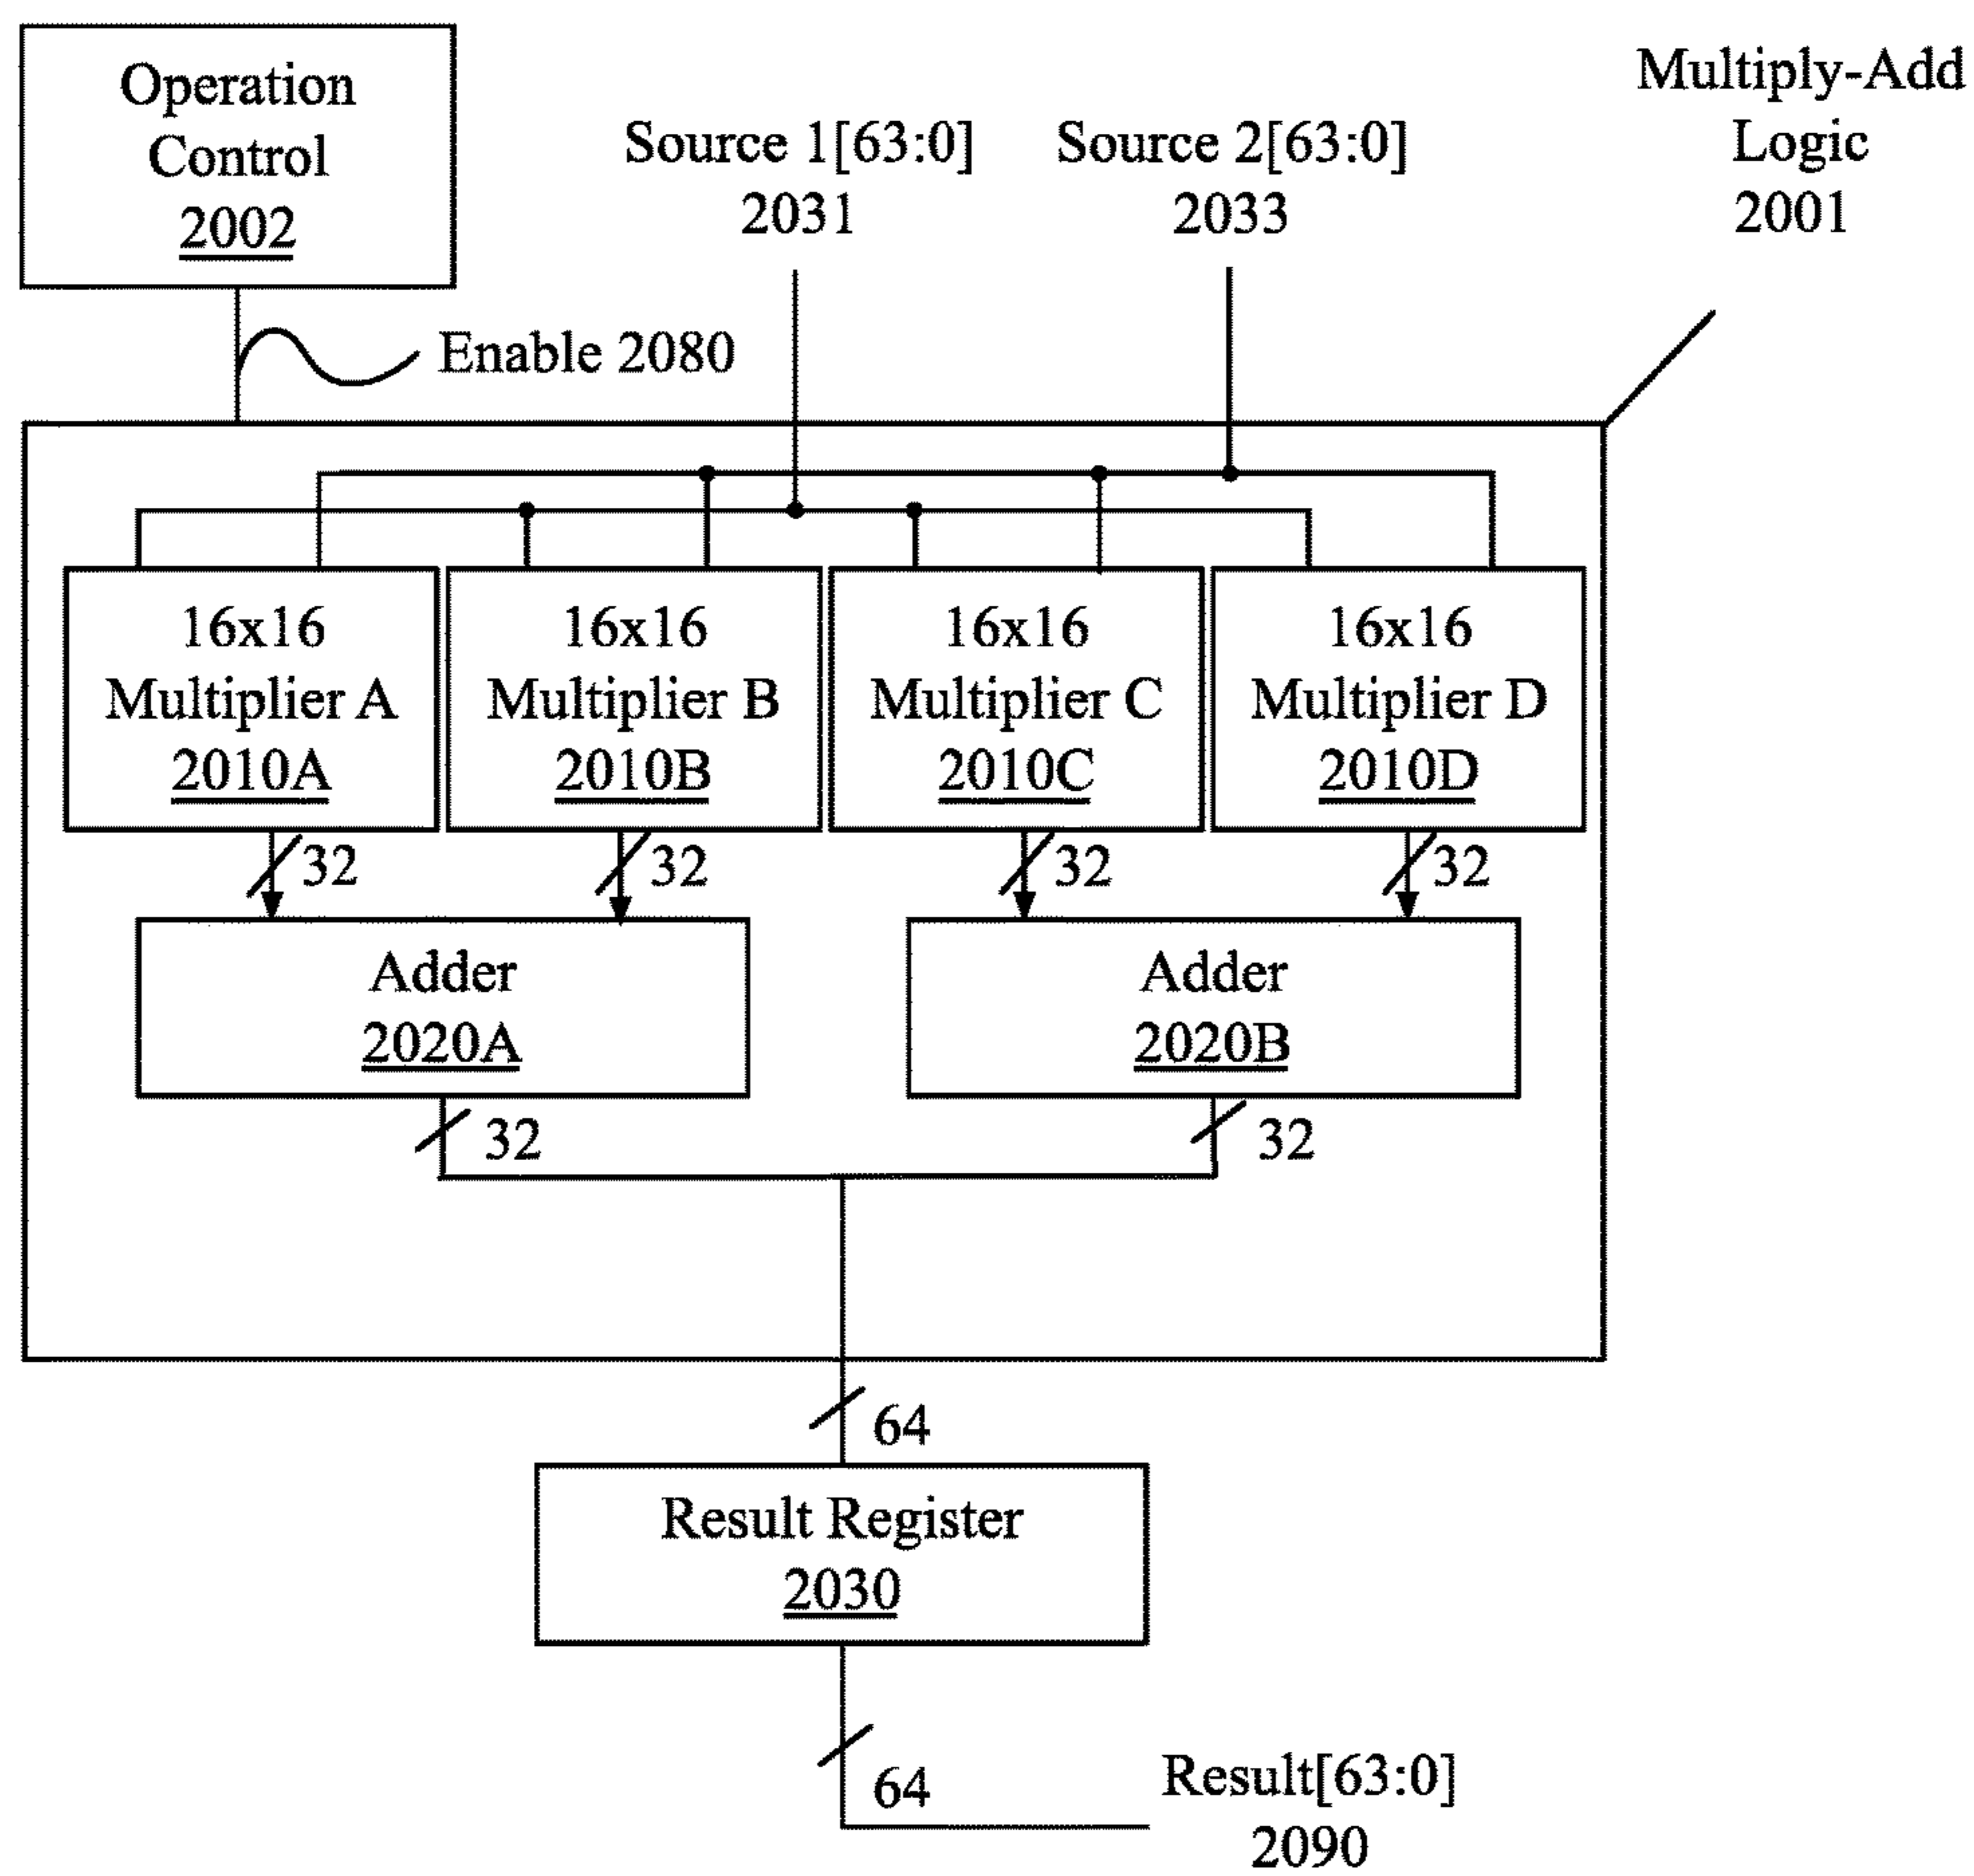 Operation
Control
2002
Source 1[63:0]
2031
Source 2[63:0]
2033
Multiply-Add
Logic
2001
Enable 2080
16x16
Multiplier A
2010A
16x16
Multiplier B
2010B
16x16
Multiplier C
2010C
16x16
Multiplier D
2010D
32
32
32
32
Adder
2020A
Adder
2020B
32
32
64
Result Register
2030
64
Result[63:0]
2090